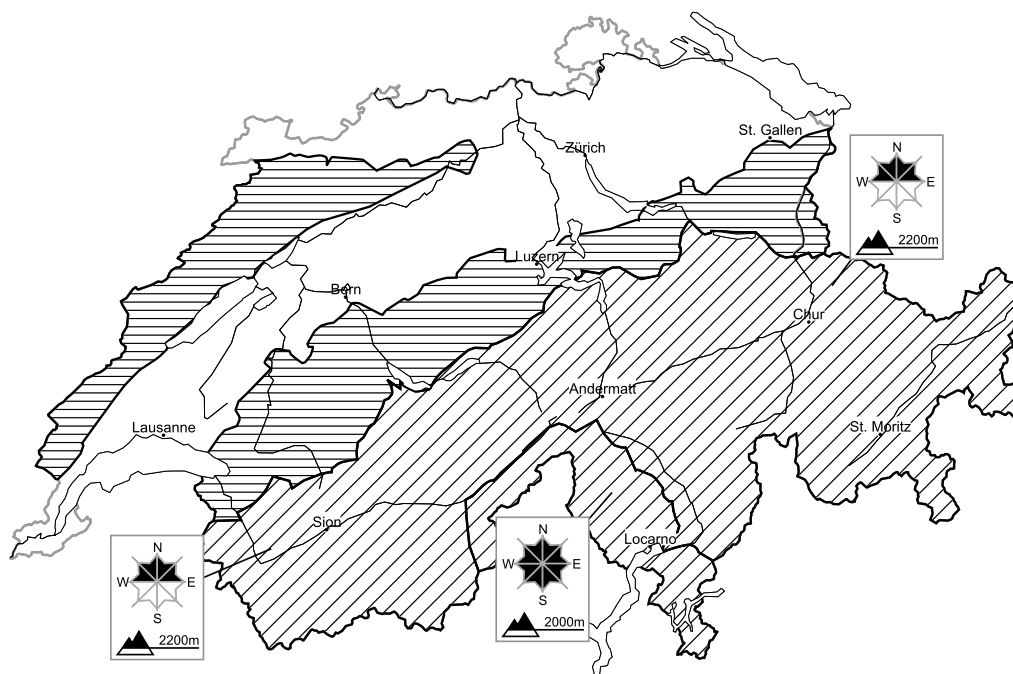 St. Gallen
Zürich
N
W E
S
2200m
Luzern
Bern
Chur
Andermatt
Lausanne
St. Moritz
Sion
Locarno
N
W E
S
2200m
N
W E
S
2000m